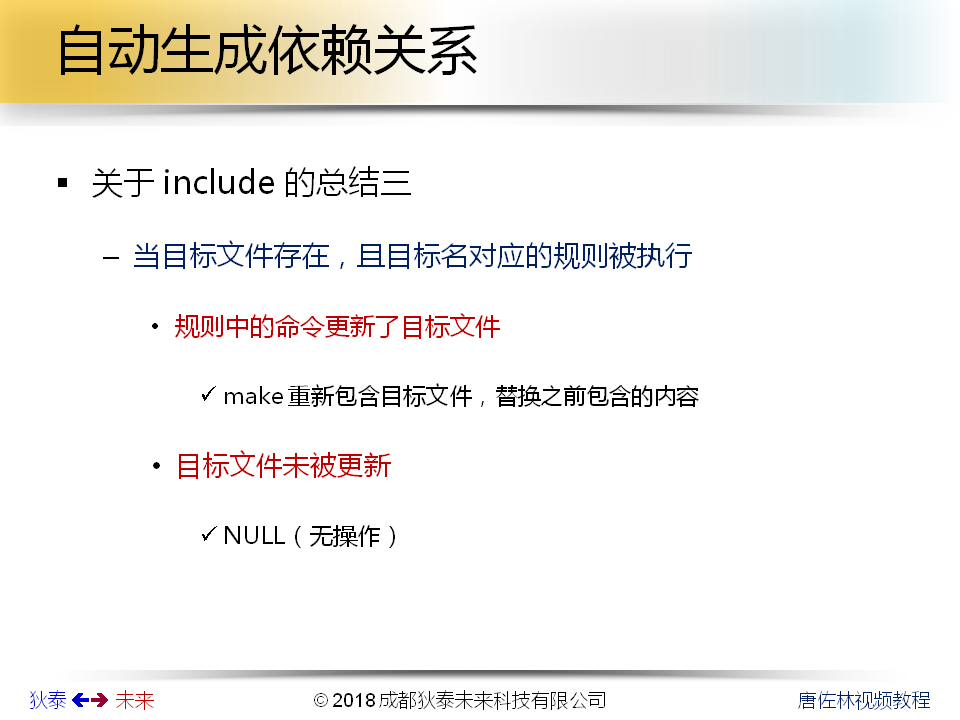 自动生成依赖关系
关于 include 的总结三
当目标文件存在，且目标名对应的规则被执行
规则中的命令更新了目标文件
make 重新包含目标文件，替换之前包含的内容
目标文件未被更新
NULL（无操作）
狄泰 未来 © 2018 成都狄泰未来科技有限公司 唐佐林视频教程